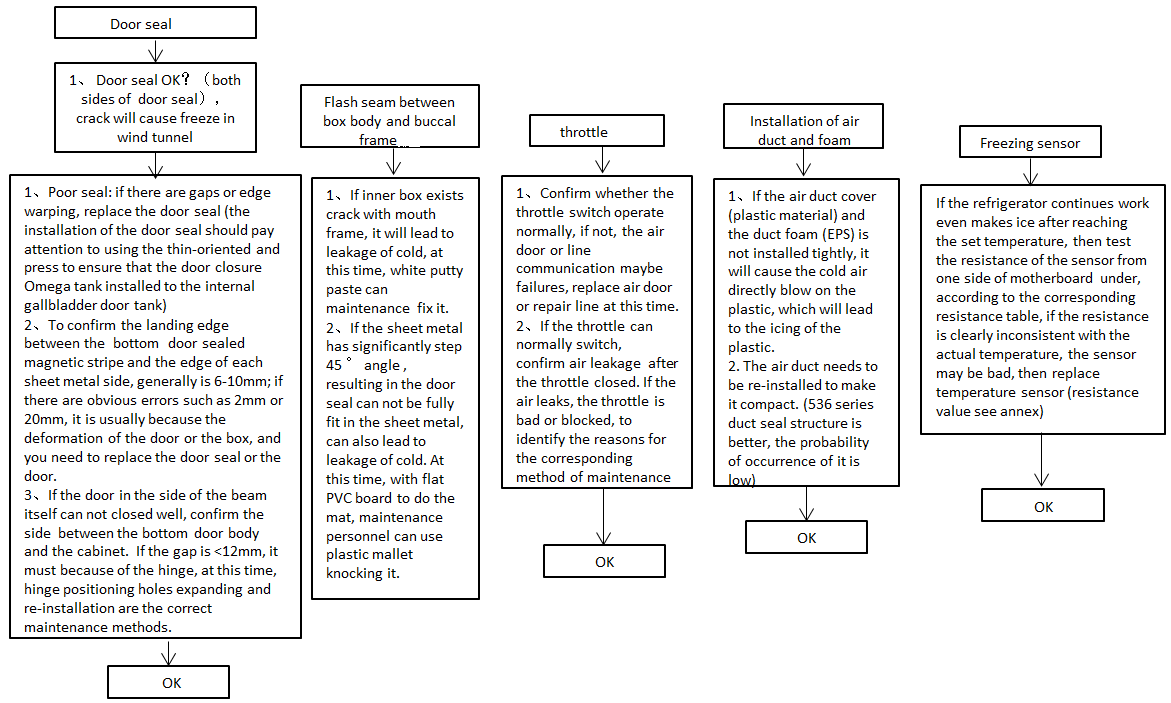 Door seal
1、 Door seal OK? （both
sides of door seal），
crack will cause freeze in
wind tunnel
1、Poor seal: if there are gaps or edge
warping, replace the door seal (the
installation of the door seal should pay
attention to using the thin-oriented and
press to ensure that the door closure
Omega tank installed to the internal
gallbladder door tank)
2、To confirm the landing edge
between the bottom door sealed
magnetic stripe and the edge of each
sheet metal side, generally is 6-10mm; if
there are obvious errors such as 2mm or
20mm, it is usually because the
deformation of the door or the box, and
you need to replace the door seal or the
door.
3、If the door in the side of the beam
itself can not closed well, confirm the
side between the bottom door body
and the cabinet. If the gap is <12mm, it
must because of the hinge, at this time,
hinge positioning holes expanding and
re-installation are the correct
maintenance methods.
OK
Flash seam between
box body and buccal
frame
1、If inner box exists
crack with mouth
frame, it will lead to
leakage of cold, at
this time, white putty
paste can
maintenance fix it.
2、If the sheet metal
has significantly step
45° angle,
resulting in the door
seal can not be fully
fit in the sheet metal,
can also lead to
leakage of cold. At
this time, with flat
PVC board to do the
mat, maintenance
personnel can use
plastic mallet
knocking it.
throttle
1、Confirm whether the
throttle switch operate
normally, if not, the air
door or line
communication maybe
failures, replace air door
or repair line at this time.
2、If the throttle can
normally switch,
confirm air leakage after
the throttle closed. If the
air leaks, the throttle is
bad or blocked, to
identify the reasons for
the corresponding
method of maintenance
OK
Installation of air
duct and foam
1、If the air duct cover
(plastic material) and
the duct foam (EPS) is
not installed tightly, it
will cause the cold air
directly blow on the
plastic, which will lead
to the icing of the
plastic.
2. The air duct needs to
be re-installed to make
it compact. (536 series
duct seal structure is
better, the probability
of occurrence of it is
low)
OK
Freezing sensor
If the refrigerator continues work
even makes ice after reaching
the set temperature, then test
the resistance of the sensor from
one side of motherboard under,
according to the corresponding
resistance table, if the resistance
is clearly inconsistent with the
actual temperature, the sensor
may be bad, then replace
temperature sensor (resistance
value see annex)
OK